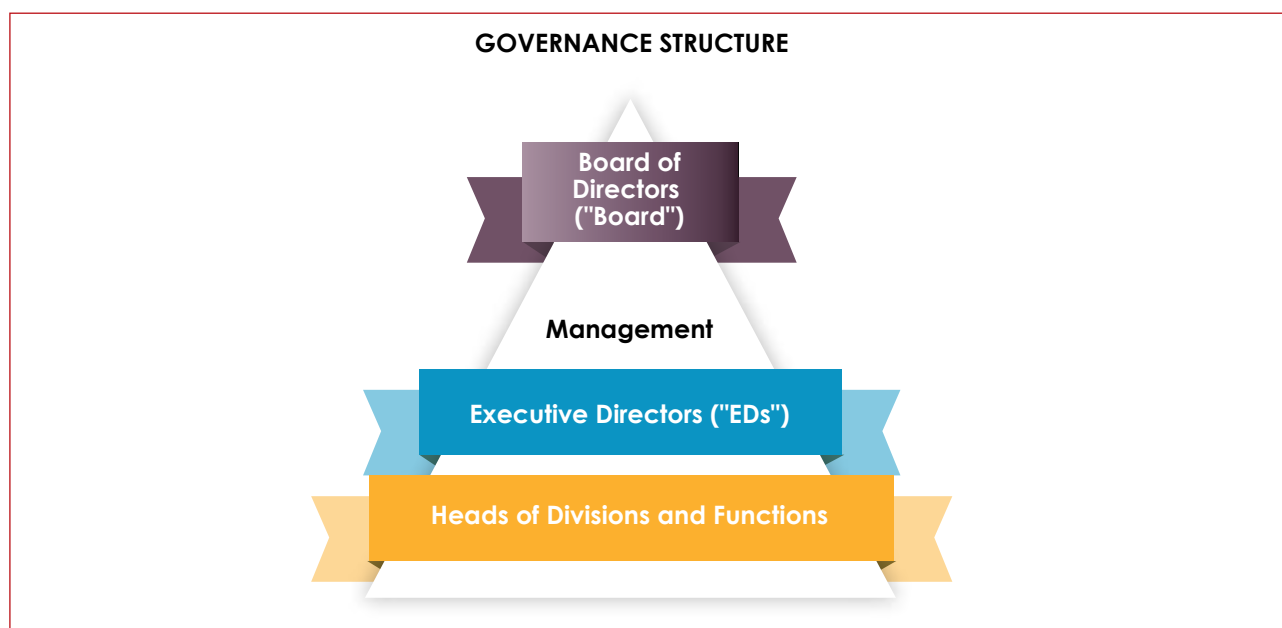 GOVERNANCE STRUCTURE
Board of
Directors
("Board")
Management
Executive Directors ("EDs")
Heads of Divisions and Functions